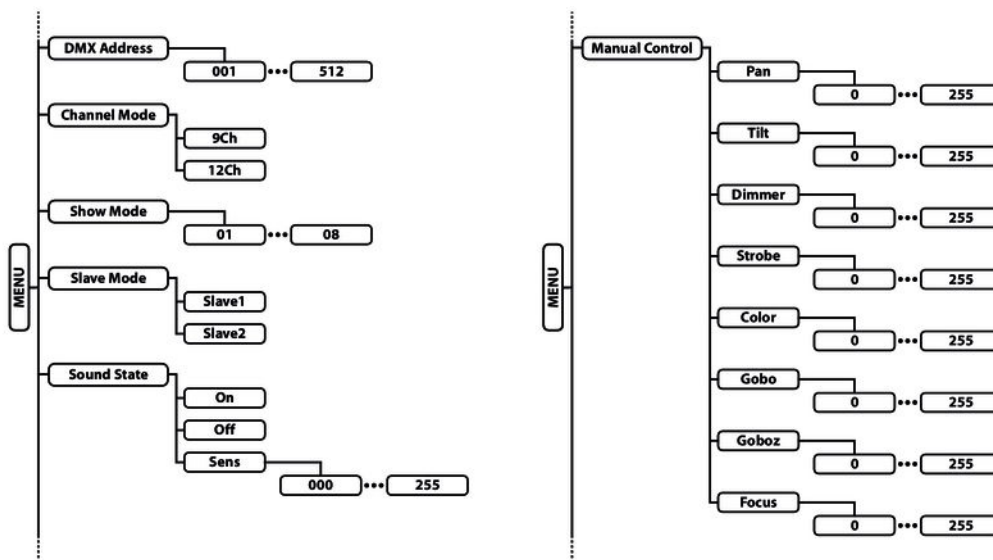 DMX Address
001 ••• 512
Channel Mode
9Ch
12Ch
Show Mode
01 ••• 08
MENU
Slave Mode
Slave1
Slave2
Sound State
On
Off
Sens
000 ••• 255
Manual Control
Pan
0 ••• 255
Tilt
0 ••• 255
Dimmer
0 ••• 255
Strobe
0 ••• 255
MENU
Color
0 ••• 255
Gobo
0 ••• 255
Goboz
0 ••• 255
Focus
0 ••• 255